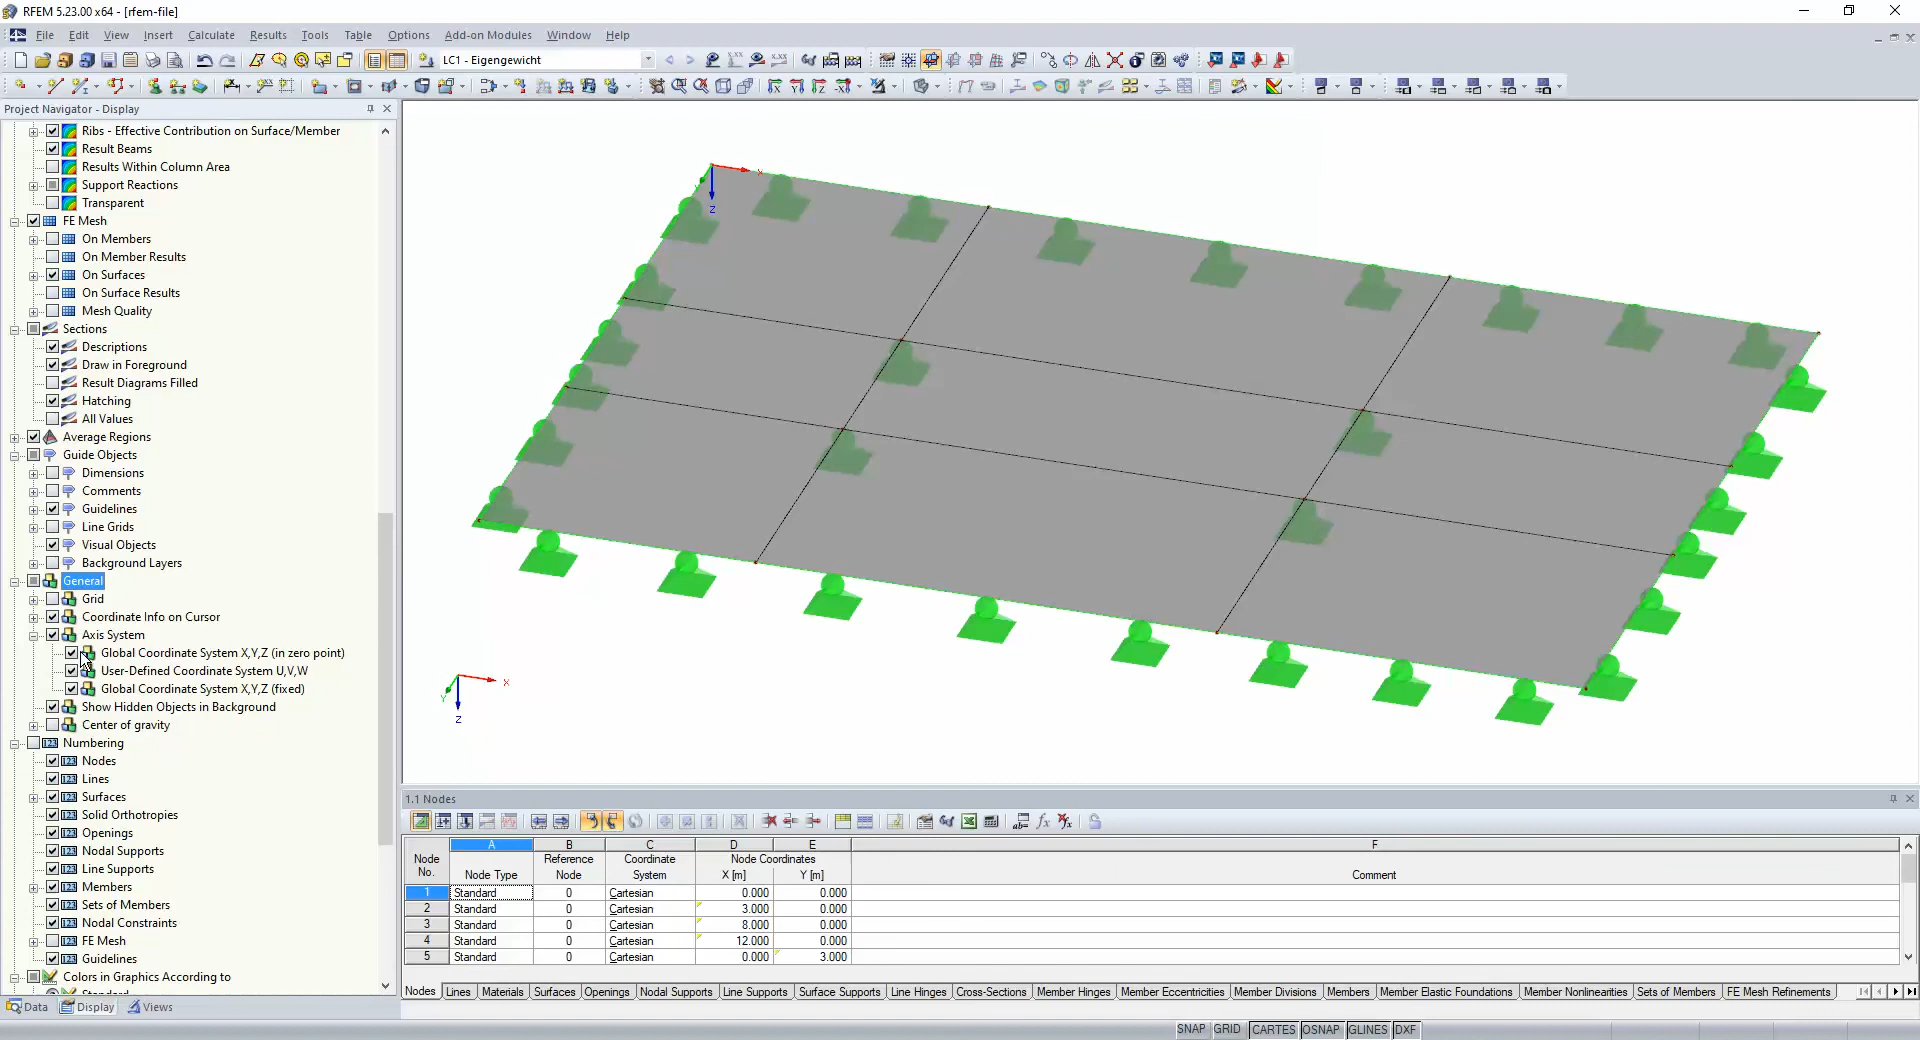 RFEM 5.23.00 x64 - [rfem-file]
File Edit View Insert Calculate Results Tools Table Options Add-on Modules Window Help
LC1 - Eigengewicht
Project Navigator - Display
Ribs - Effective Contribution on Surface/Member
Result Beams
Results Within Column Area
Support Reactions
Transparent
FE Mesh
On Members
On Member Results
On Surfaces
On Surface Results
Mesh Quality
Sections
Descriptions
Draw in Foreground
Result Diagrams Filled
Hatching
All Values
Average Regions
Guide Objects
Dimensions
Comments
Guidelines
Line Grids
Visual Objects
Background Layers
General
Grid
Coordinate Info on Cursor
Axis System
Global Coordinate System X,Y,Z (in zero point)
User-Defined Coordinate System U,V,W
Global Coordinate System X,Y,Z (fixed)
Show Hidden Objects in Background
Center of gravity
Numbering
Nodes
Lines
Surfaces
Solid Orthotropies
Openings
Nodal Supports
Line Supports
Members
Sets of Members
Nodal Constraints
FE Mesh
Guidelines
Colors in Graphics According to
Data Display Views
X
Y
Z
X
Y
Z
1.1 Nodes
A B C D E F
Node Reference Coordinate Node Coordinates
No. Node Type Node System X [m] Y [m] Comment
1 Standard 0 Cartesian 0.000 0.000
2 Standard 0 Cartesian 3.000 0.000
3 Standard 0 Cartesian 8.000 0.000
4 Standard 0 Cartesian 12.000 0.000
5 Standard 0 Cartesian 0.000 3.000
Nodes Lines Materials Surfaces Openings Nodal Supports Line Supports Surface Supports Line Hinges Cross-Sections Member Hinges Member Eccentricities Member Divisions Members Member Elastic Foundations Member Nonlinearities Sets of Members FE Mesh Refinements
SNAP GRID CARTES OSNAP GLINES DXF